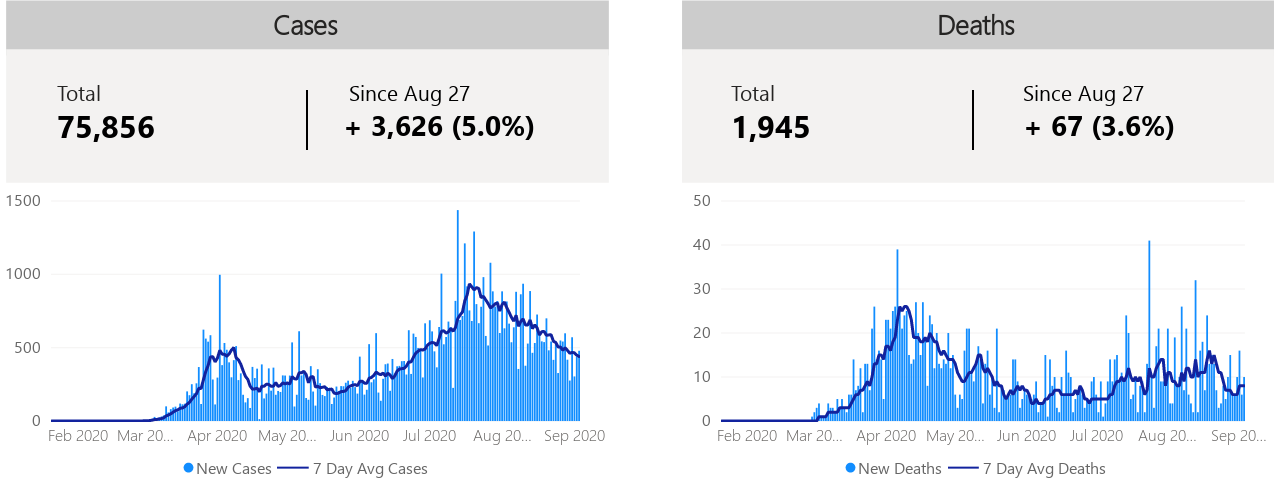 Cases
Total
75,856
Since Aug 27
+ 3,626 (5.0%)
1500
1000
500
0
Feb 2020 Mar 20... Apr 2020 May 20... Jun 2020 Jul 2020 Aug 20... Sep 2020
New Cases 7 Day Avg Cases
Deaths
Total
1,945
Since Aug 27
+ 67 (3.6%)
50
40
30
20
10
0
Feb 2020 Mar 20... Apr 2020 May 20... Jun 2020 Jul 2020 Aug 20... Sep 20...
New Deaths 7 Day Avg Deaths